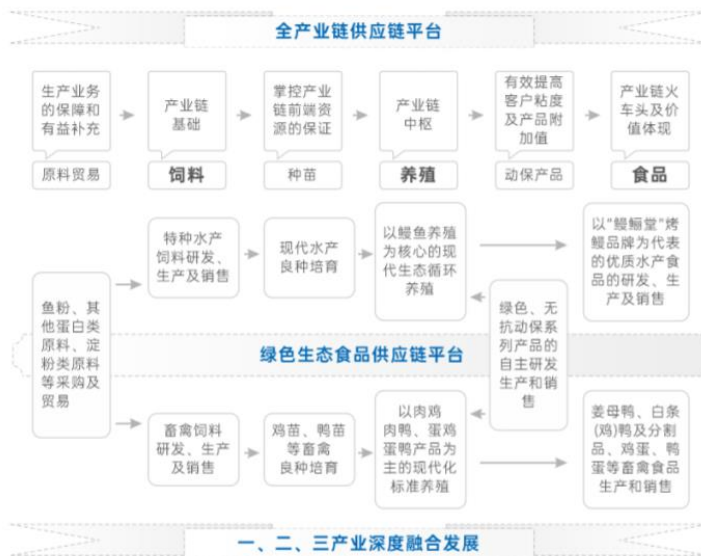 全产业链供应链平台
生产业务
的保障和
有益补充
产业链
基础
掌控产业
链前端资
源的保证
产业链
中枢
有效提高
客户粘度
及产品附
加值
产业链火
车头及价
值体现
原料贸易
饲料
种苗
养殖
动保产品
食品
鱼粉、其
他蛋白类
原料、淀
粉类原料
等采购及
贸易
特种水产
饲料研发、
生产及销售
现代水产
良种培育
以鳗鱼养殖
为核心的现
代生态循环
养殖
以“鳗鲡堂”烤
鳗品牌为代表
的优质水产食
品的研发、生
产及销售
绿色、无
抗动保系
列产品的
自主研发
生产和销
售
绿色生态食品供应链平台
畜禽饲料
研发、生产
及销售
鸡苗、鸭苗
等畜禽
良种培育
以肉鸡
肉鸭、蛋鸡
蛋鸭产品为
主的现代化
标准养殖
姜母鸭、白条
(鸡)鸭及分割
品、鸡蛋、鸭
蛋等畜禽食品
生产和销售
一、二、三产业深度融合发展